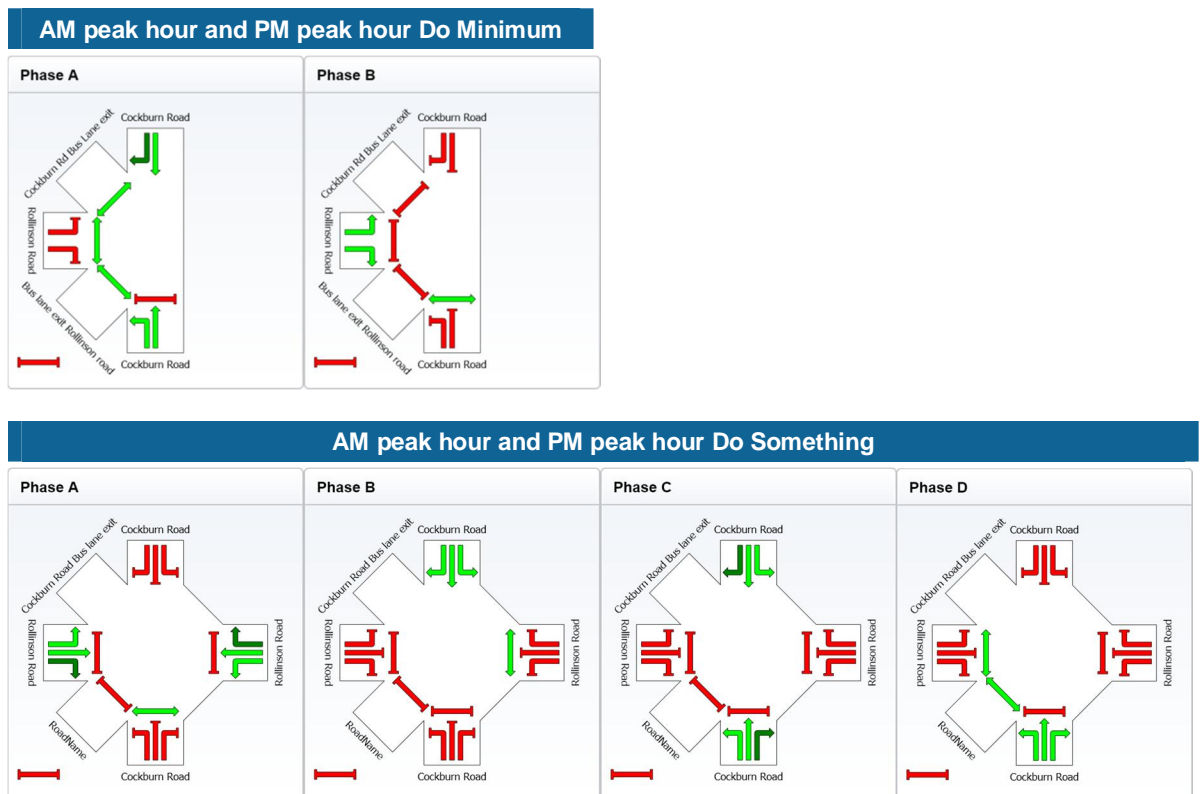 AM peak hour and PM peak hour Do Minimum
Phase A
Cockburn Road
Cockburn Rd Bus Lane exit
Rollinson Road
Bus lane exit Rollinson road
Cockburn Road
Phase B
Cockburn Road
Cockburn Rd Bus Lane exit
Rollinson Road
Bus lane exit Rollinson road
Cockburn Road
AM peak hour and PM peak hour Do Something
Phase A
Cockburn Road
Cockburn Road Bus lane exit
Rollinson Road
Rollinson Road
RoadName
Cockburn Road
Phase B
Cockburn Road
Cockburn Road Bus lane exit
Rollinson Road
Rollinson Road
RoadName
Cockburn Road
Phase C
Cockburn Road
Cockburn Road Bus lane exit
Rollinson Road
Rollinson Road
RoadName
Cockburn Road
Phase D
Cockburn Road
Cockburn Road Bus lane exit
Rollinson Road
Rollinson Road
RoadName
Cockburn Road